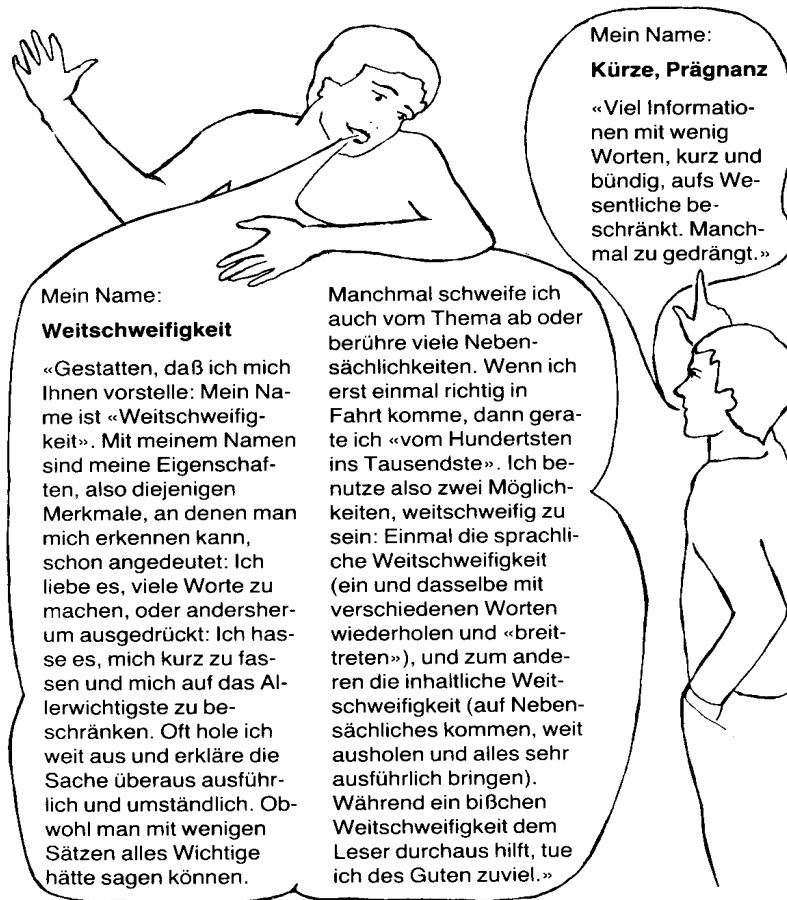 Mein Name:
Weitschweifigkeit
«Gestatten, daß ich mich
Ihnen vorstelle: Mein Na-
me ist «Weitschweifig-
keit». Mit meinem Namen
sind meine Eigenschaf-
ten, also diejenigen
Merkmale, an denen man
mich erkennen kann,
schon angedeutet: Ich
liebe es, viele Worte zu
machen, oder andersher-
um ausgedrückt: Ich has-
se es, mich kurz zu fas-
sen und mich auf das Al-
lerwichtigste zu be-
schränken. Oft hole ich
weit aus und erkläre die
Sache überaus ausführ-
lich und umständlich. Ob-
wohl man mit wenigen
Sätzen alles Wichtige
hätte sagen können.
Manchmal schweife ich
auch vom Thema ab oder
berühre viele Neben-
sächlichkeiten. Wenn ich
erst einmal richtig in
Fahrt komme, dann gera-
te ich «vom Hundertsten
ins Tausendste». Ich be-
nutze also zwei Möglich-
keiten, weitschweifig zu
sein: Einmal die sprachli-
che Weitschweifigkeit
(ein und dasselbe mit
verschiedenen Worten
wiederholen und «breit-
treten»), und zum ande-
ren die inhaltliche Weit-
schweifigkeit (auf Neben-
sächliches kommen, weit
ausholen und alles sehr
ausführlich bringen).
Während ein bißchen
Weitschweifigkeit dem
Leser durchaus hilft, tue
ich des Guten zuviel.»
Mein Name:
Kürze, Prägnanz
«Viel Informatio-
nen mit wenig
Worten, kurz und
bündig, aufs We-
sentliche be-
schränkt. Manch-
mal zu gedrängt.»